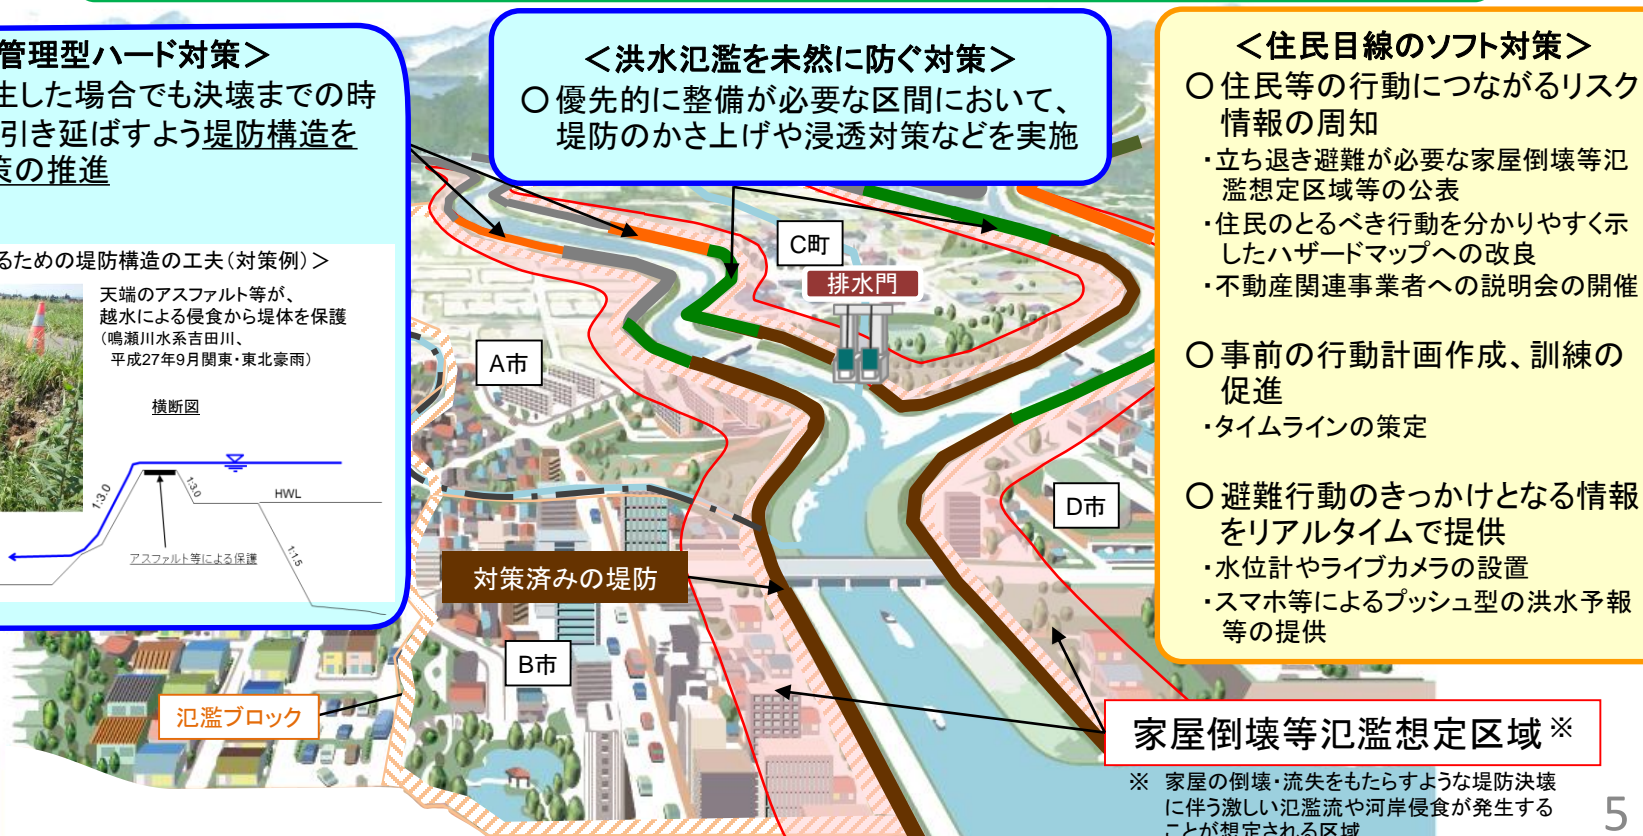 管理型ハード対策＞
生した場合でも決壊までの時
引き延ばすよう堤防構造を
策の推進
るための堤防構造の工夫（対策例）＞
天端のアスファルト等が、
越水による侵食から堤体を保護
（鳴瀬川水系吉田川、
平成27年9月関東・東北豪雨）
横断図
1:3.0
1:3.0
HWL
1:1.5
アスファルト等による保護
＜洪水氾濫を未然に防ぐ対策＞
○優先的に整備が必要な区間において、
堤防のかさ上げや浸透対策などを実施
＜住民目線のソフト対策＞
○住民等の行動につながるリスク
情報の周知
・立ち退き避難が必要な家屋倒壊等氾
濫想定区域等の公表
・住民のとるべき行動を分かりやすく示
したハザードマップへの改良
・不動産関連事業者への説明会の開催
○事前の行動計画作成、訓練の
促進
・タイムラインの策定
○避難行動のきっかけとなる情報
をリアルタイムで提供
・水位計やライブカメラの設置
・スマホ等によるプッシュ型の洪水予報
等の提供
C町
排水門
A市
D市
対策済みの堤防
B市
氾濫ブロック
家屋倒壊等氾濫想定区域※
※ 家屋の倒壊・流失をもたらすような堤防決壊
に伴う激しい氾濫流や河岸侵食が発生する
ことが想定される区域
5